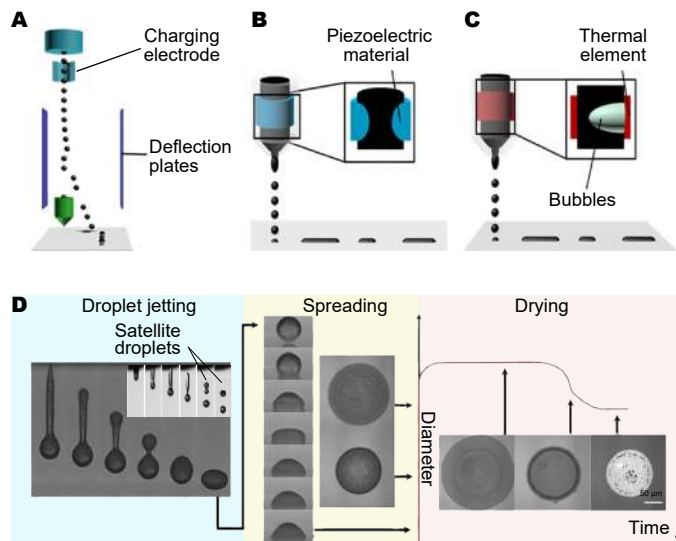 A
Charging
electrode
Deflection
plates
B
Piezoelectric
material
C
Thermal
element
Bubbles
D
Droplet jetting
Satellite
droplets
Spreading
Drying
Diameter
50 µm
Time